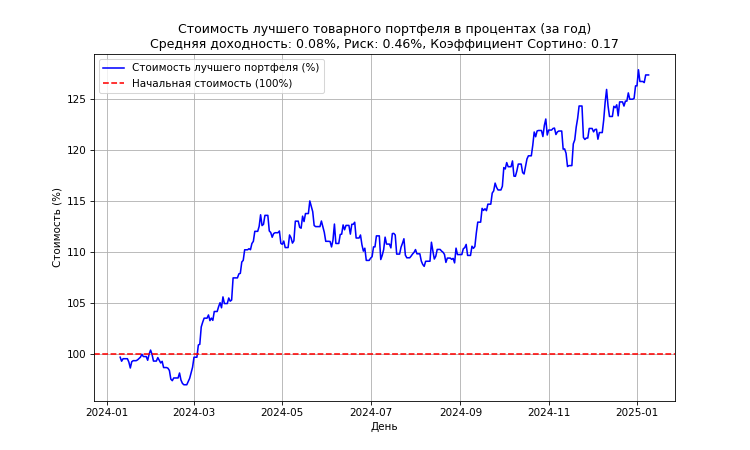 Стоимость лучшего товарного портфеля в процентах (за год)
Средняя доходность: 0.08%, Риск: 0.46%, Коэффициент Сортино: 0.17
Стоимость лучшего портфеля (%)
Начальная стоимость (100%)
Стоимость (%)
125
120
115
110
105
100
2024-01
2024-03
2024-05
2024-07
2024-09
2024-11
2025-01
День